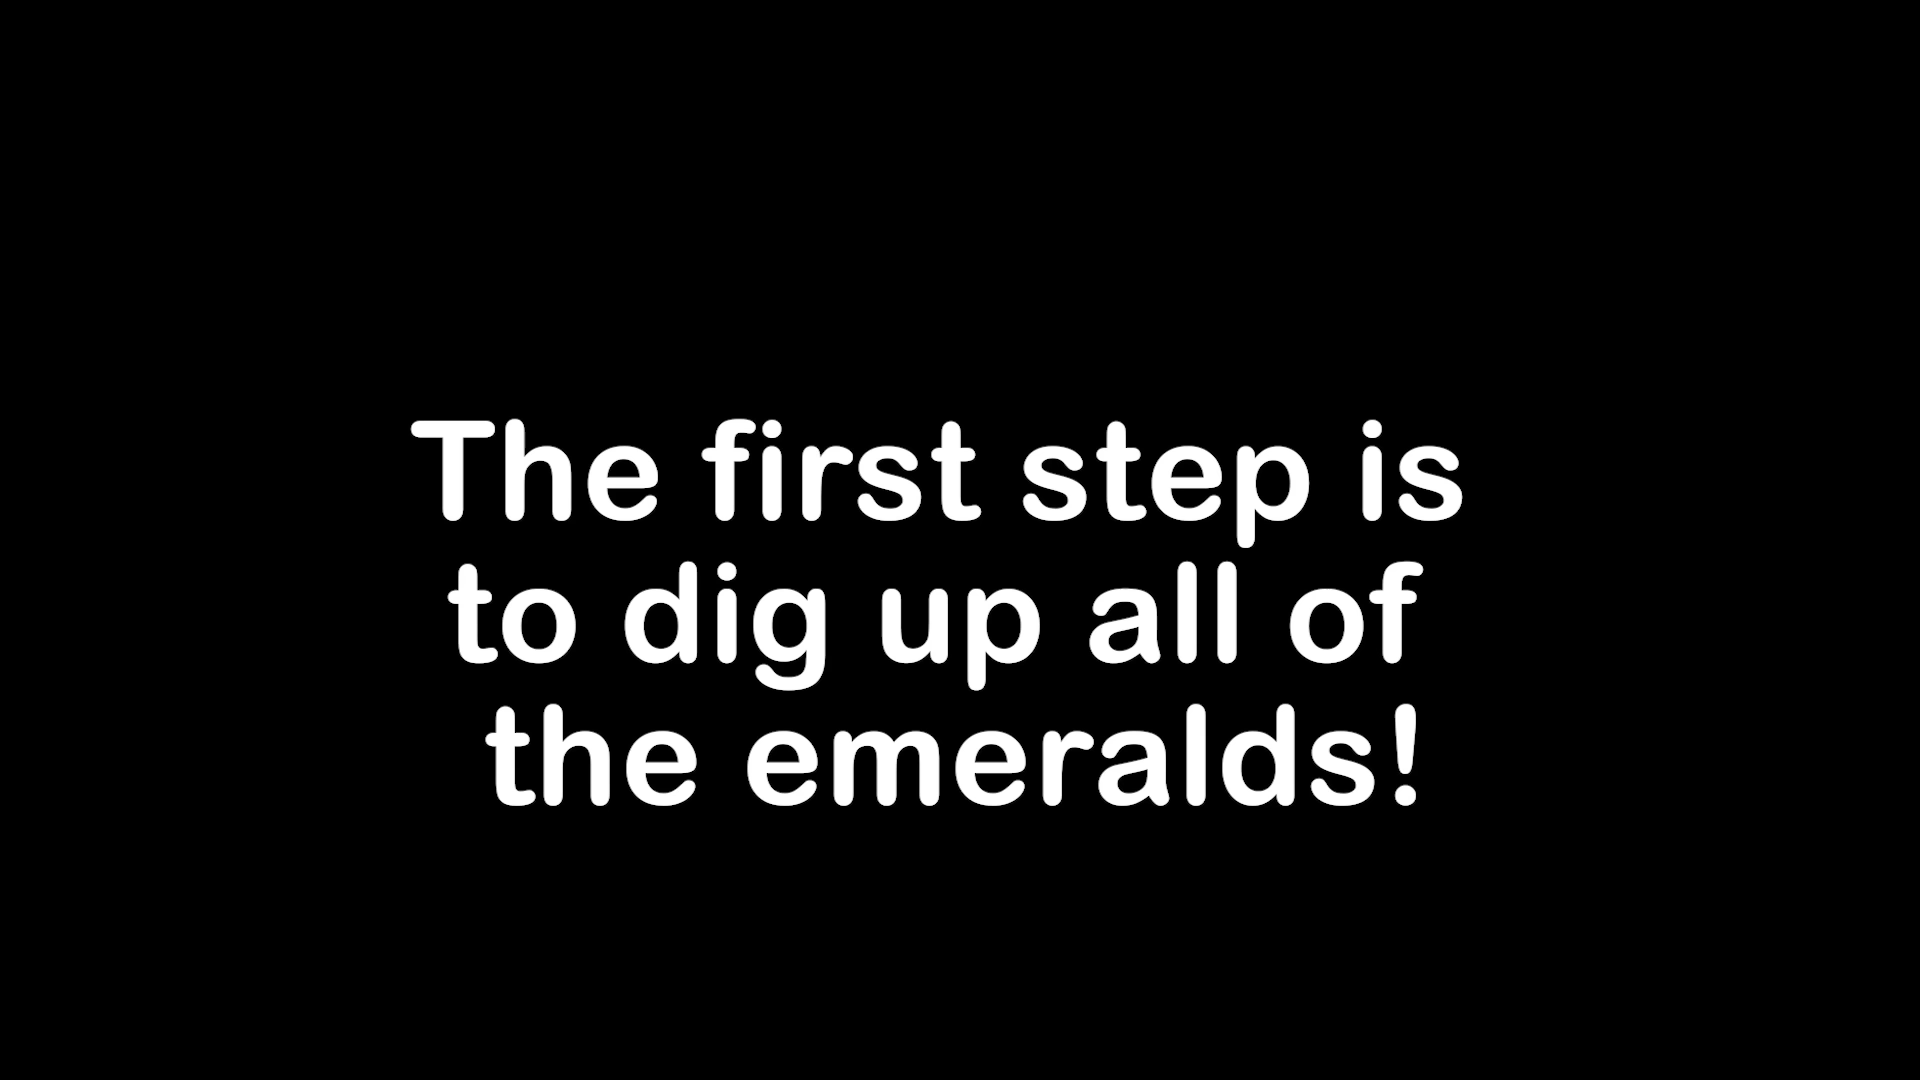 The first step is
to dig up all of
the emeralds!